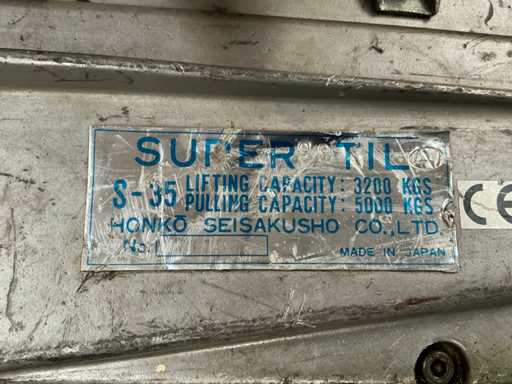 SUPER TIL
S-35 LIFTING CAPACITY: 3200 KGS
PULLING CAPACITY: 5000 KGS
HONKŌ SEISAKUSHO CO., LTD.
No.
MADE IN JAPAN
CE